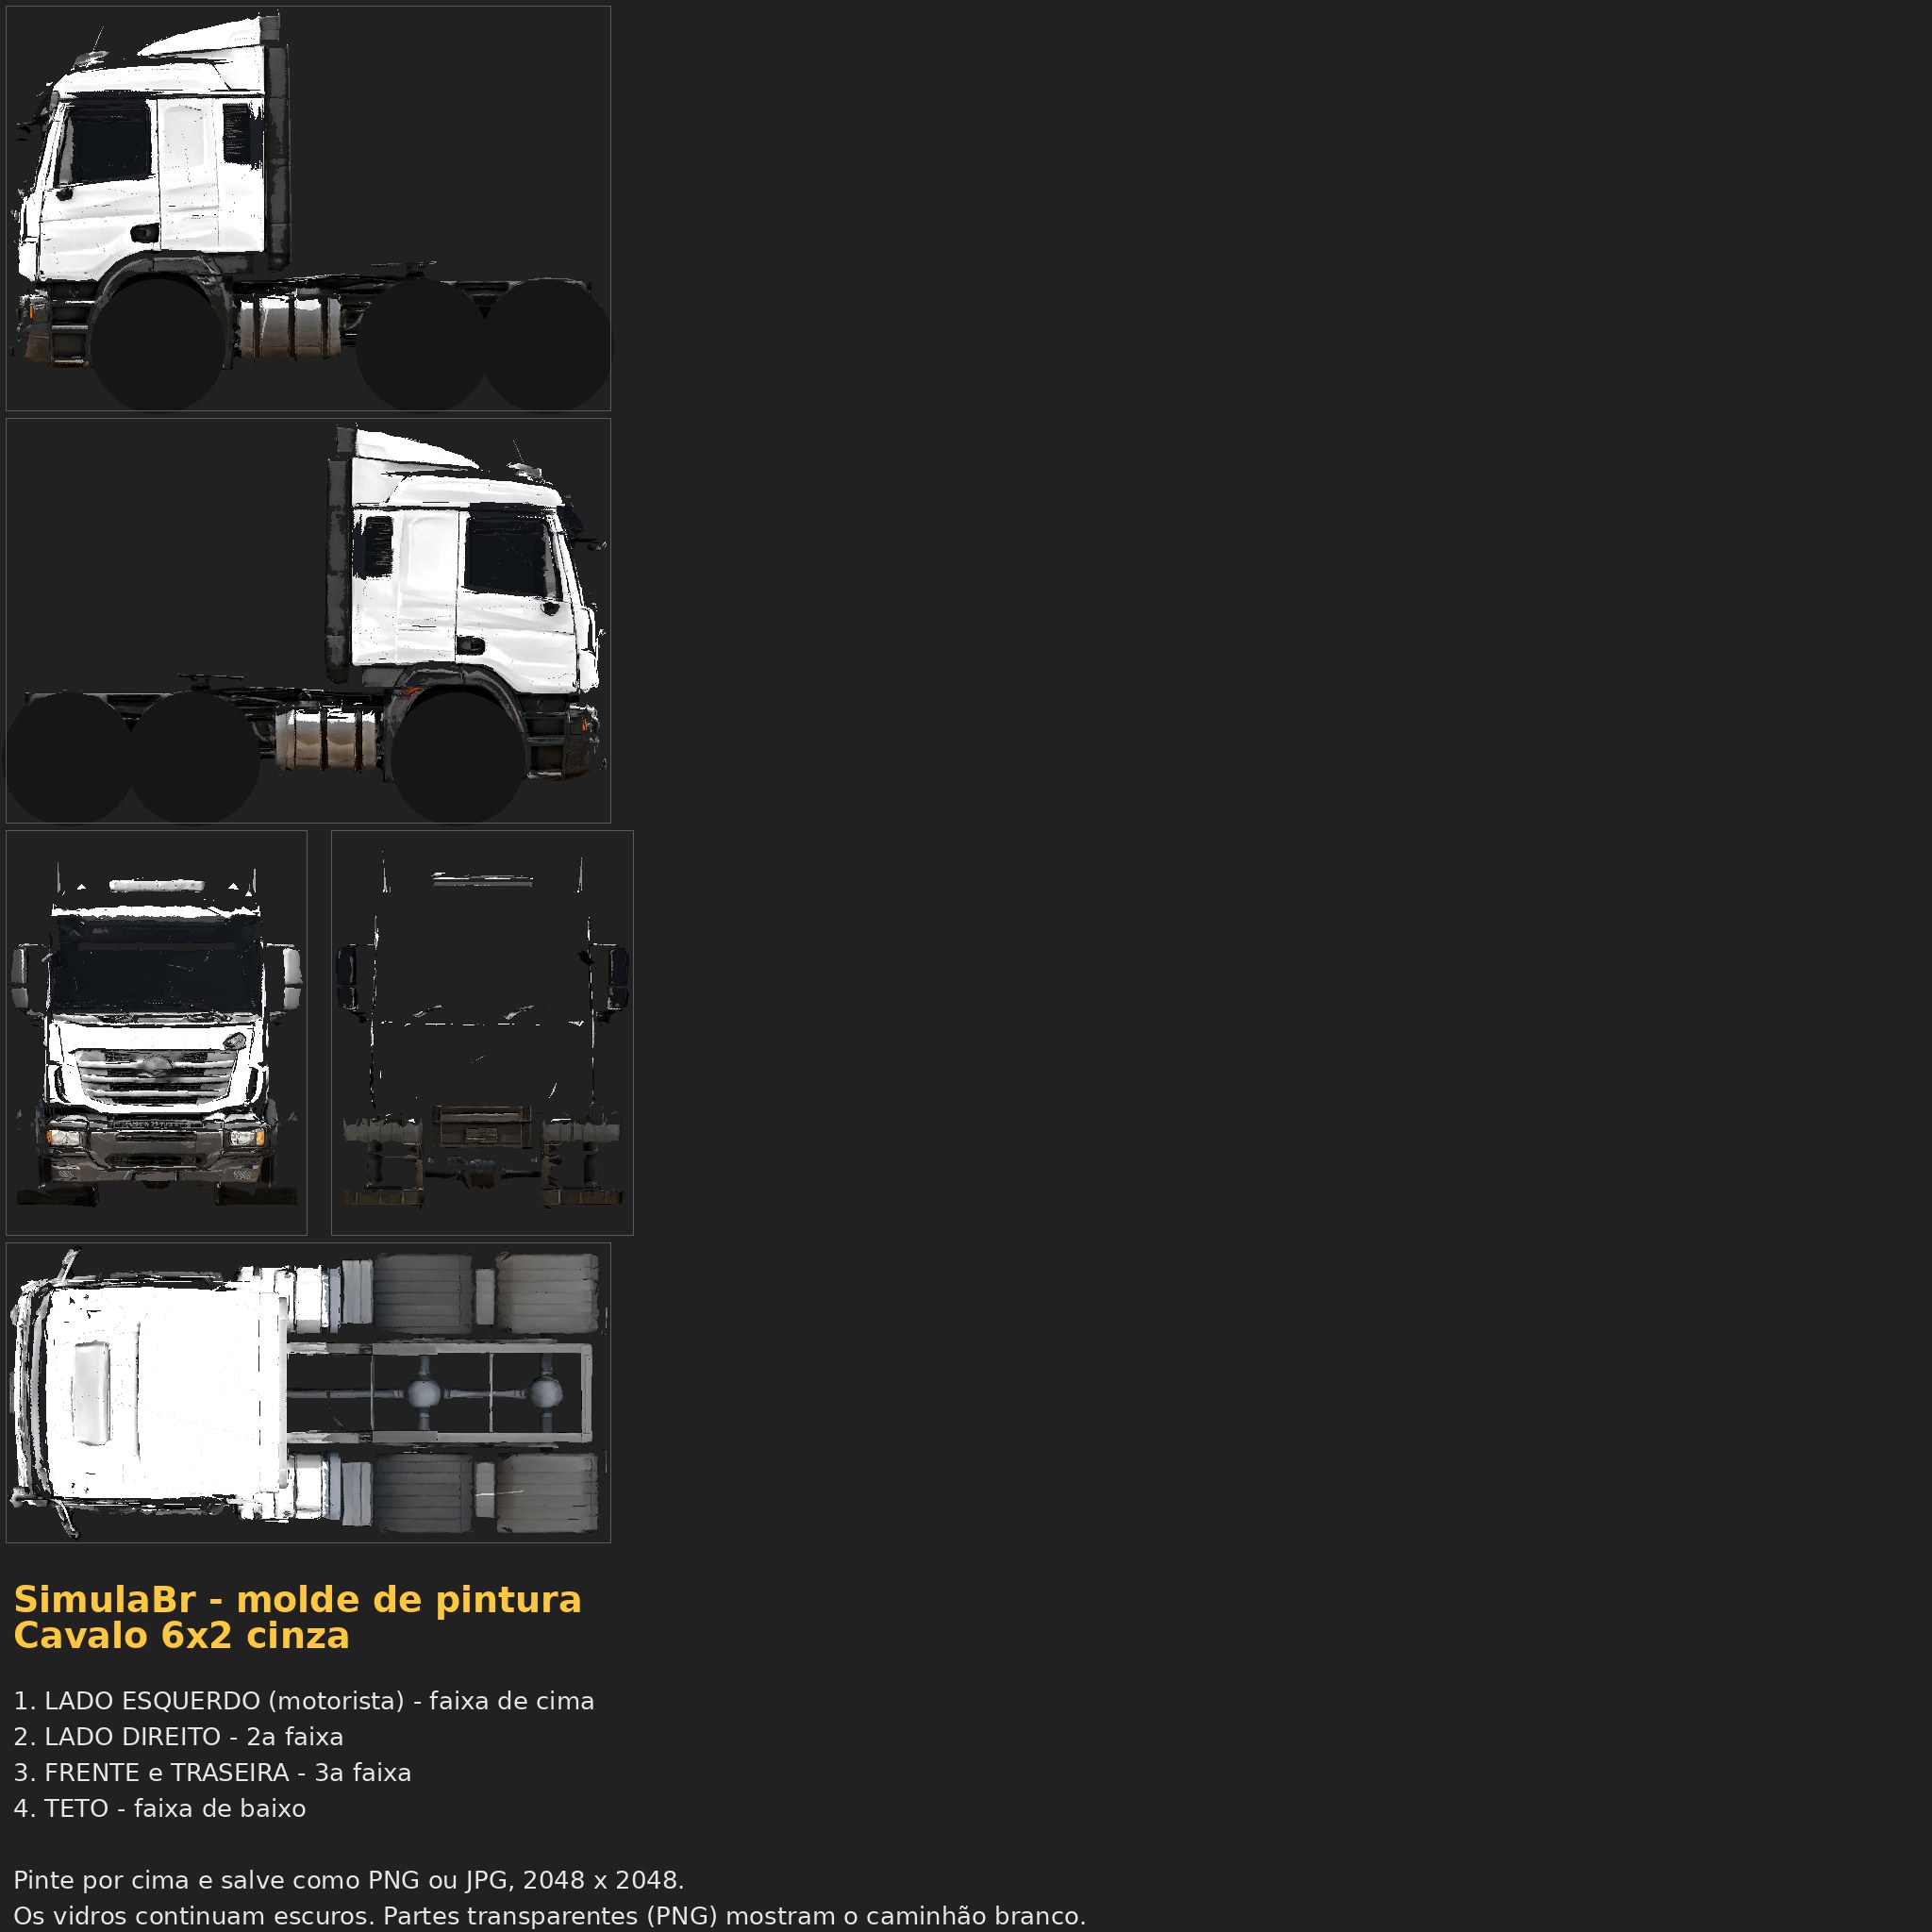 SimulaBr - molde de pintura
Cavalo 6x2 cinza
1. LADO ESQUERDO (motorista) - faixa de cima
2. LADO DIREITO - 2a faixa
3. FRENTE e TRASEIRA - 3a faixa
4. TETO - faixa de baixo
Pinte por cima e salve como PNG ou JPG, 2048 x 2048.
Os vidros continuam escuros. Partes transparentes (PNG) mostram o caminhão branco.